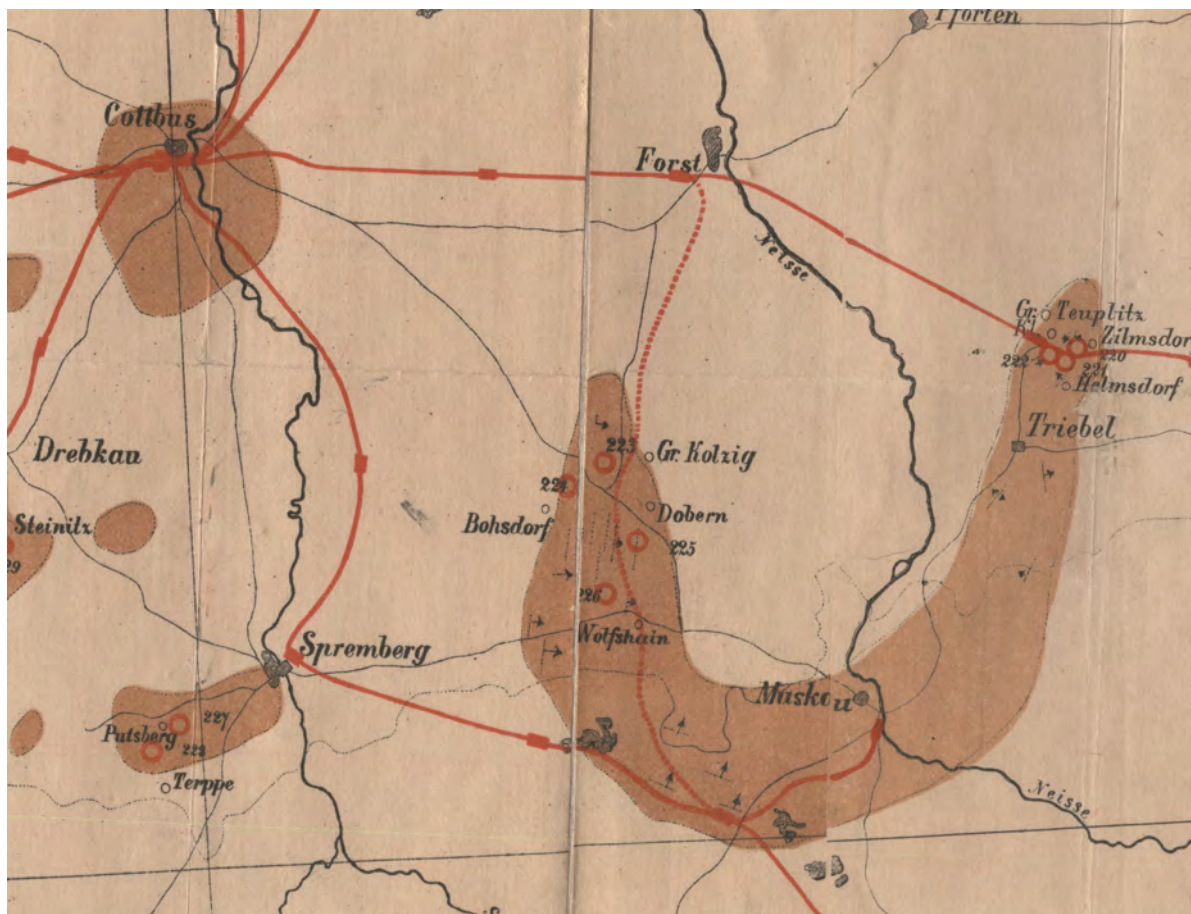 Pforten
Cottbus
Forst
Neisse
Gr. Teuplitz
Kl.
Zilmsdor
222
220
221
Helmsdorf
Triebel
Drebkau
223
Gr. Kolzig
224
Bohsdorf
Dobern
225
Steinitz
29
226
Wolfshain
Spremberg
Muskau
227
Putsberg
228
Terppe
Neisse
S